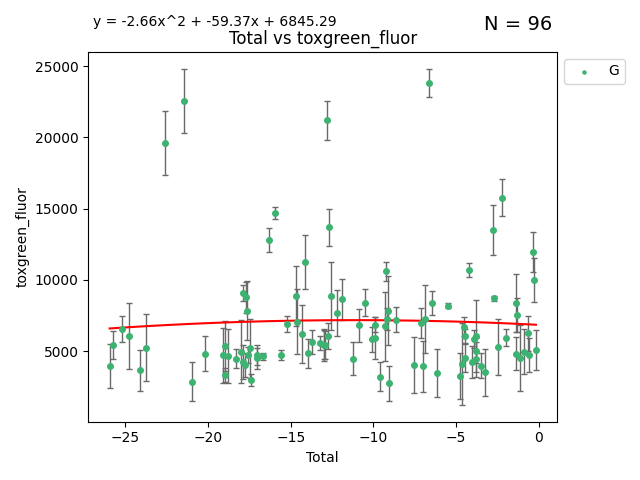 y = -2.66x^2 + -59.37x + 6845.29
N = 96
Total vs toxgreen_fluor
G
25000
20000
15000
10000
5000
toxgreen_fluor
−25 −20 −15 −10 −5 0
Total